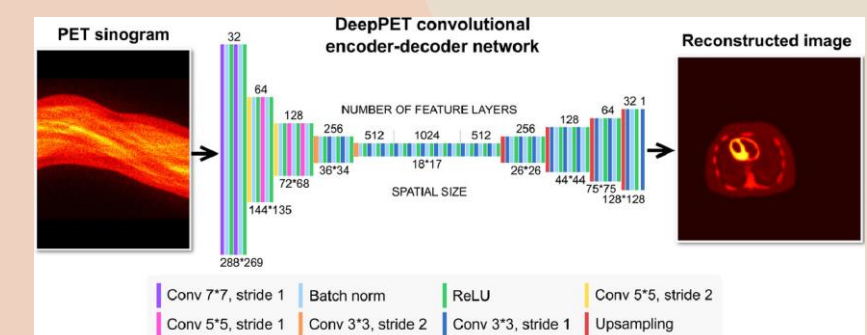 PET sinogram
DeepPET convolutional
encoder-decoder network
Reconstructed image
32
64
128
256
512
1024
512
256
128
64
32 1
NUMBER OF FEATURE LAYERS
288*269
144*135
72*68
36*34
18*17
26*26
44*44
75*75
128*128
SPATIAL SIZE
Conv 7*7, stride 1
Batch norm
ReLU
Conv 5*5, stride 2
Conv 5*5, stride 1
Conv 3*3, stride 2
Conv 3*3, stride 1
Upsampling